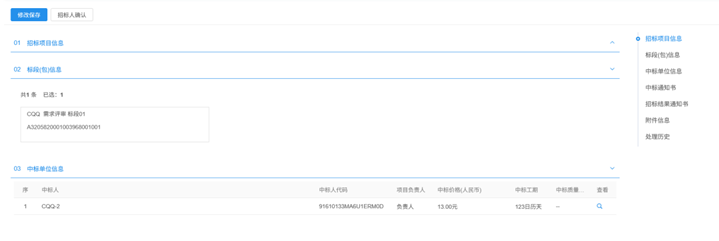 修改保存 招标人确认
01 招标项目信息
02 标段(包)信息
共1 条 已选：1
CQQ 需求评审 标段01
A3205820001003968001001
03 中标单位信息
序 中标人 中标人代码 项目负责人 中标价格(人民币) 中标工期 中标质量... 查看
1 CQQ-2 91610133MA6U1ERM0D 负责人 13.00元 123日历天 --
招标项目信息
标段(包)信息
中标单位信息
中标通知书
招标结果通知书
附件信息
处理历史